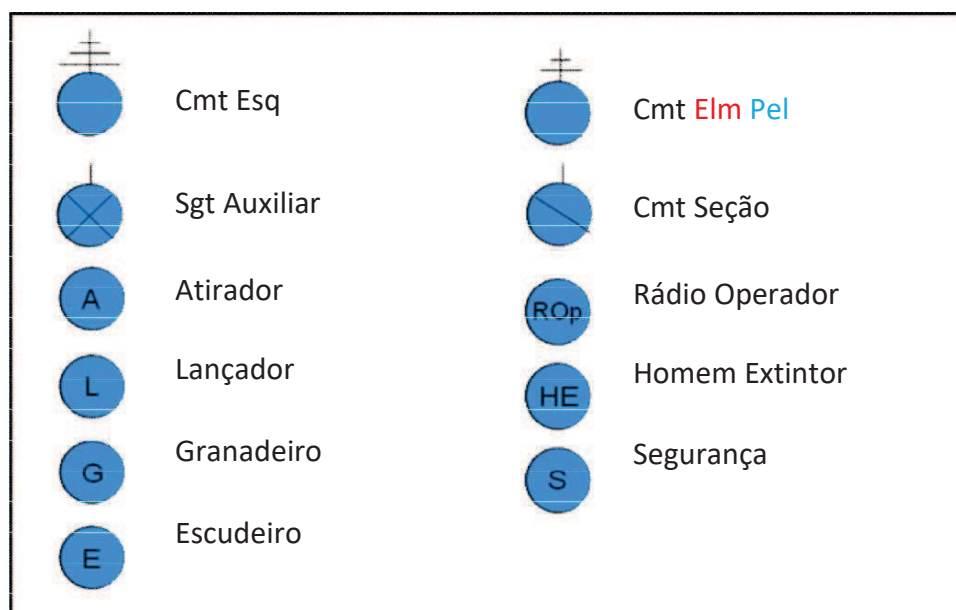 Cmt Esq
Sgt Auxiliar
A Atirador
L Lançador
G Granadeiro
E Escudeiro
Cmt Elm Pel
Cmt Seção
ROp Rádio Operador
HE Homem Extintor
S Segurança